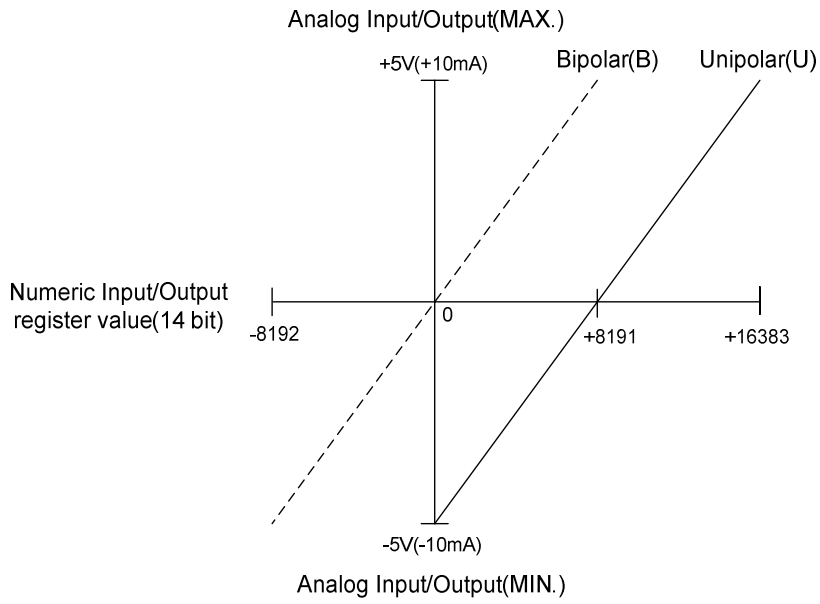 Analog Input/Output(MAX.)
+5V(+10mA)
Bipolar(B)
Unipolar(U)
Numeric Input/Output
register value(14 bit)
-8192
0
+8191
+16383
-5V(-10mA)
Analog Input/Output(MIN.)